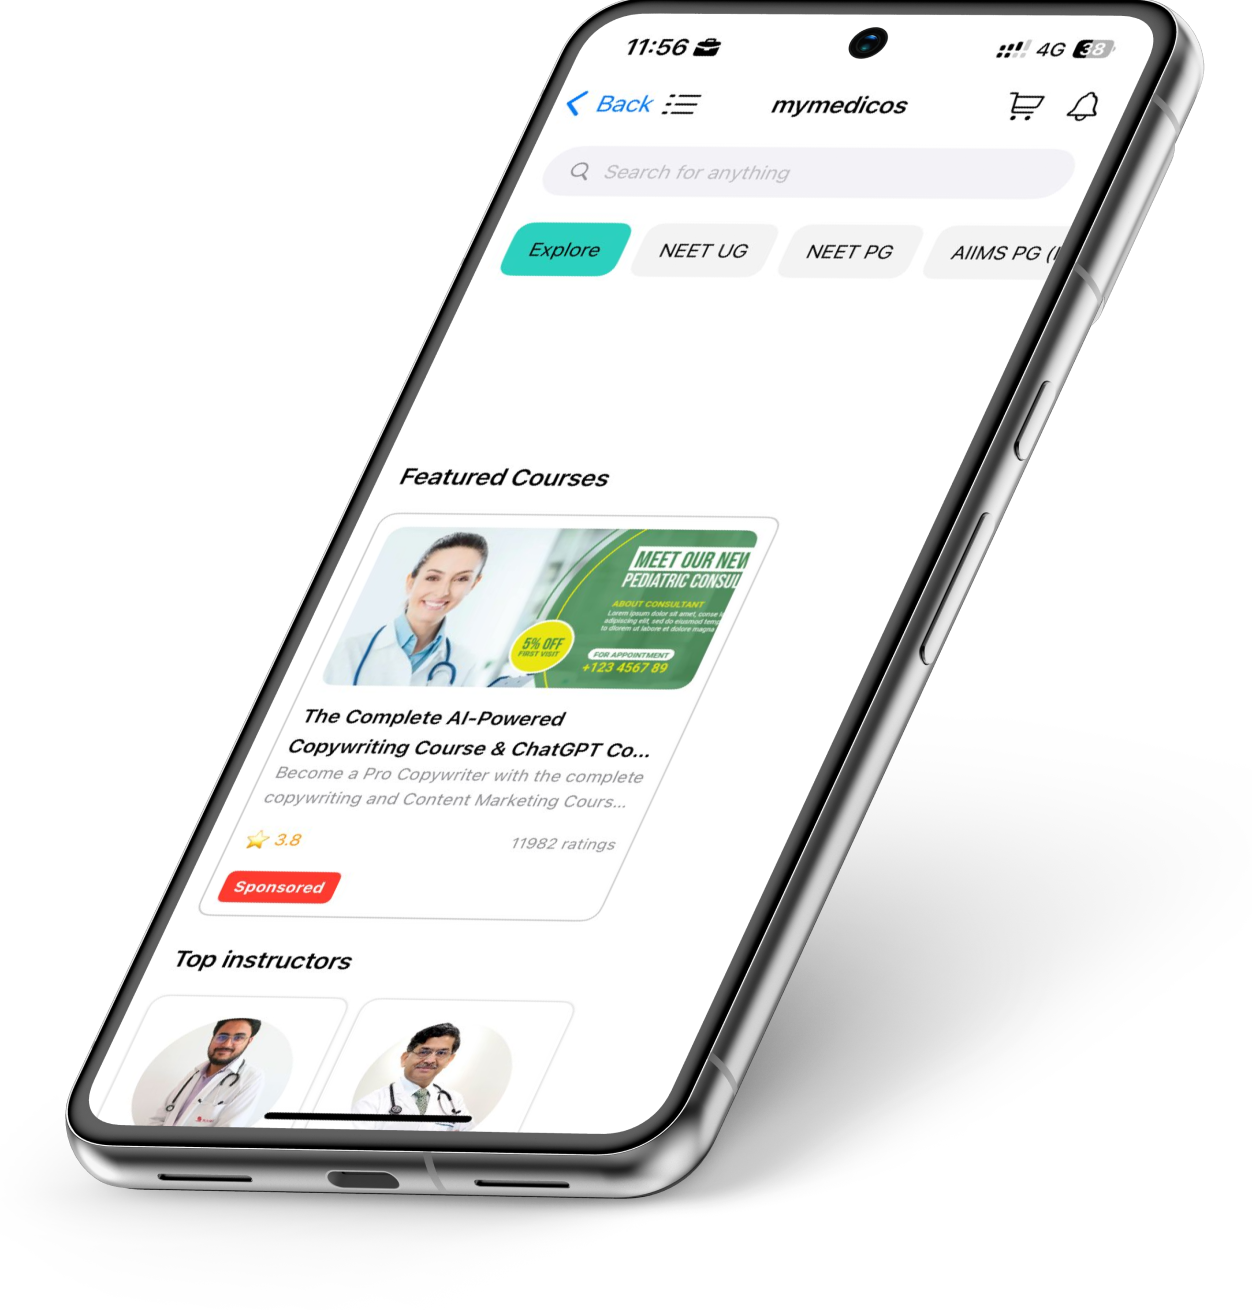 11:56 4G 38
Back mymedicos
Search for anything
Explore NEET UG NEET PG AIIMS PG (
Featured Courses
MEET OUR NEW
PEDIATRIC CONSUL
ABOUT CONSULTANT
Lorem ipsum dolor sit amet, conse
adipiscing elit, sed do eiusmod temp
to diorem ut labore et dolore magna
5% OFF
FIRST VISIT
FOR APPOINTMENT
+123 4567 89
The Complete AI-Powered
Copywriting Course & ChatGPT Co...
Become a Pro Copywriter with the complete
copywriting and Content Marketing Cours...
3.8 11982 ratings
Sponsored
Top instructors